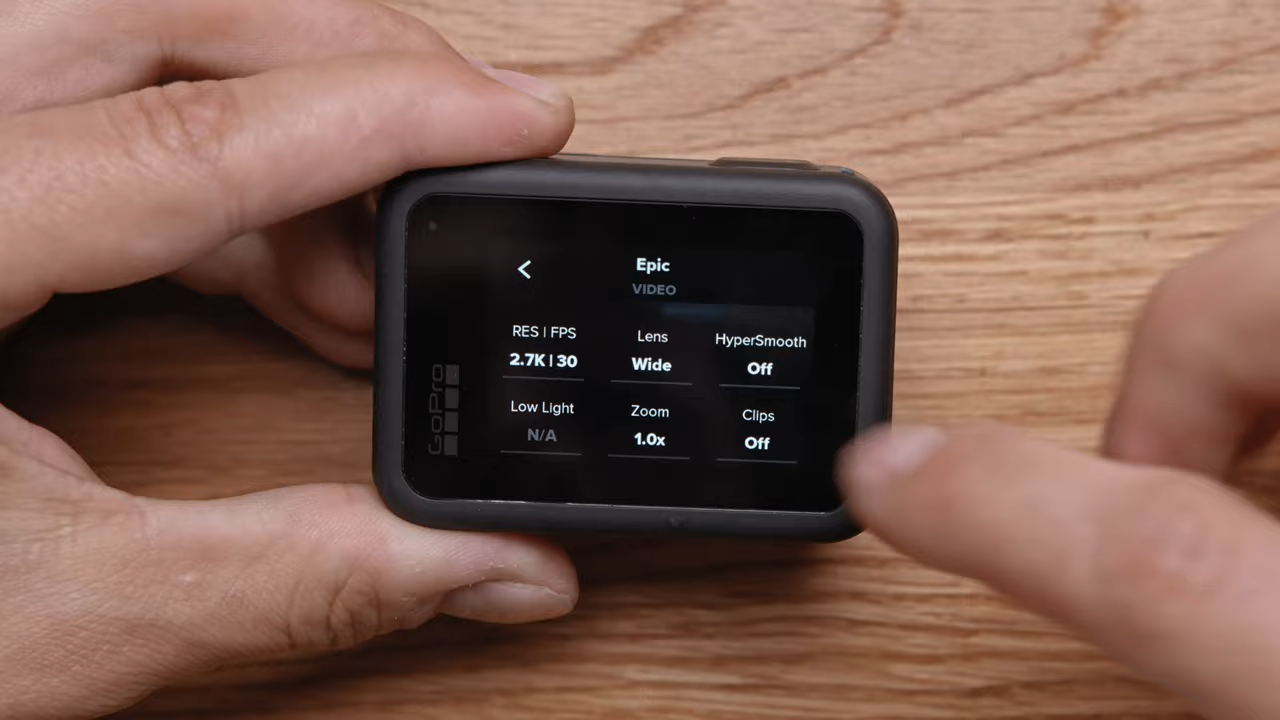 Epic
VIDEO
RES | FPS
2.7K | 30
Lens
Wide
HyperSmooth
Off
Low Light
N/A
Zoom
1.0x
Clips
Off
GoPro